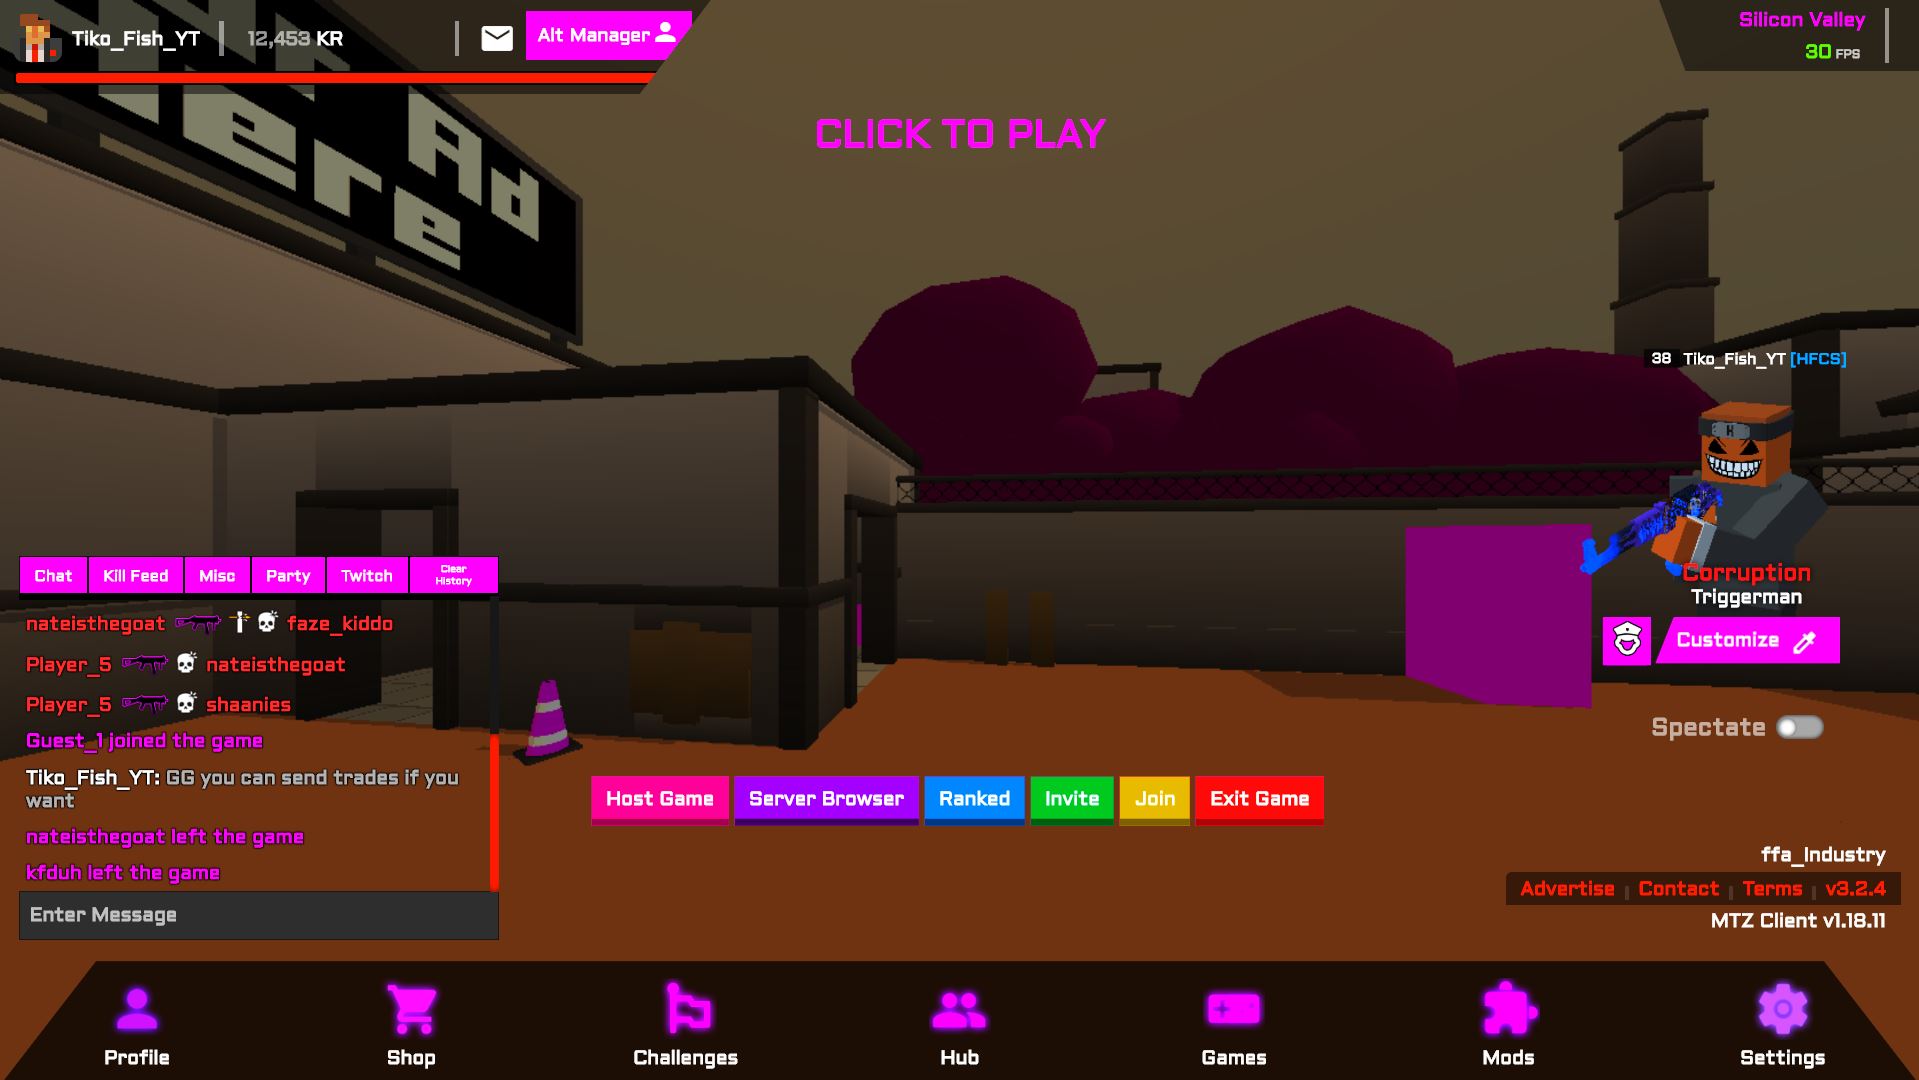 Tiko_Fish_YT
12,453 KR
Alt Manager
Silicon Valley
30 FPS
Ad
ere
CLICK TO PLAY
38 Tiko_Fish_YT [HFCS]
K
Corruption
Triggerman
Customize
Spectate
Chat
Kill Feed
Misc
Party
Twitch
Clear
History
nateisthegoat faze_kiddo
Player_5 nateisthegoat
Player_5 shaanies
Guest_1 joined the game
Tiko_Fish_YT: GG you can send trades if you
want
nateisthegoat left the game
kfduh left the game
Enter Message
Host Game
Server Browser
Ranked
Invite
Join
Exit Game
ffa_Industry
Advertise | Contact | Terms | v3.2.4
MTZ Client v1.18.11
Profile
Shop
Challenges
Hub
Games
Mods
Settings